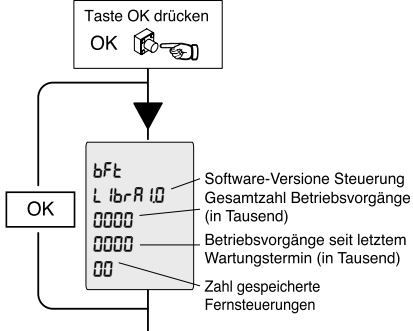 Taste OK drücken
OK
bFt
LIbrA 1.0
0000
0000
00
OK
Software-Versione Steuerung
Gesamtzahl Betriebsvorgänge
(in Tausend)
Betriebsvorgänge seit letztem
Wartungstermin (in Tausend)
Zahl gespeicherte
Fernsteuerungen